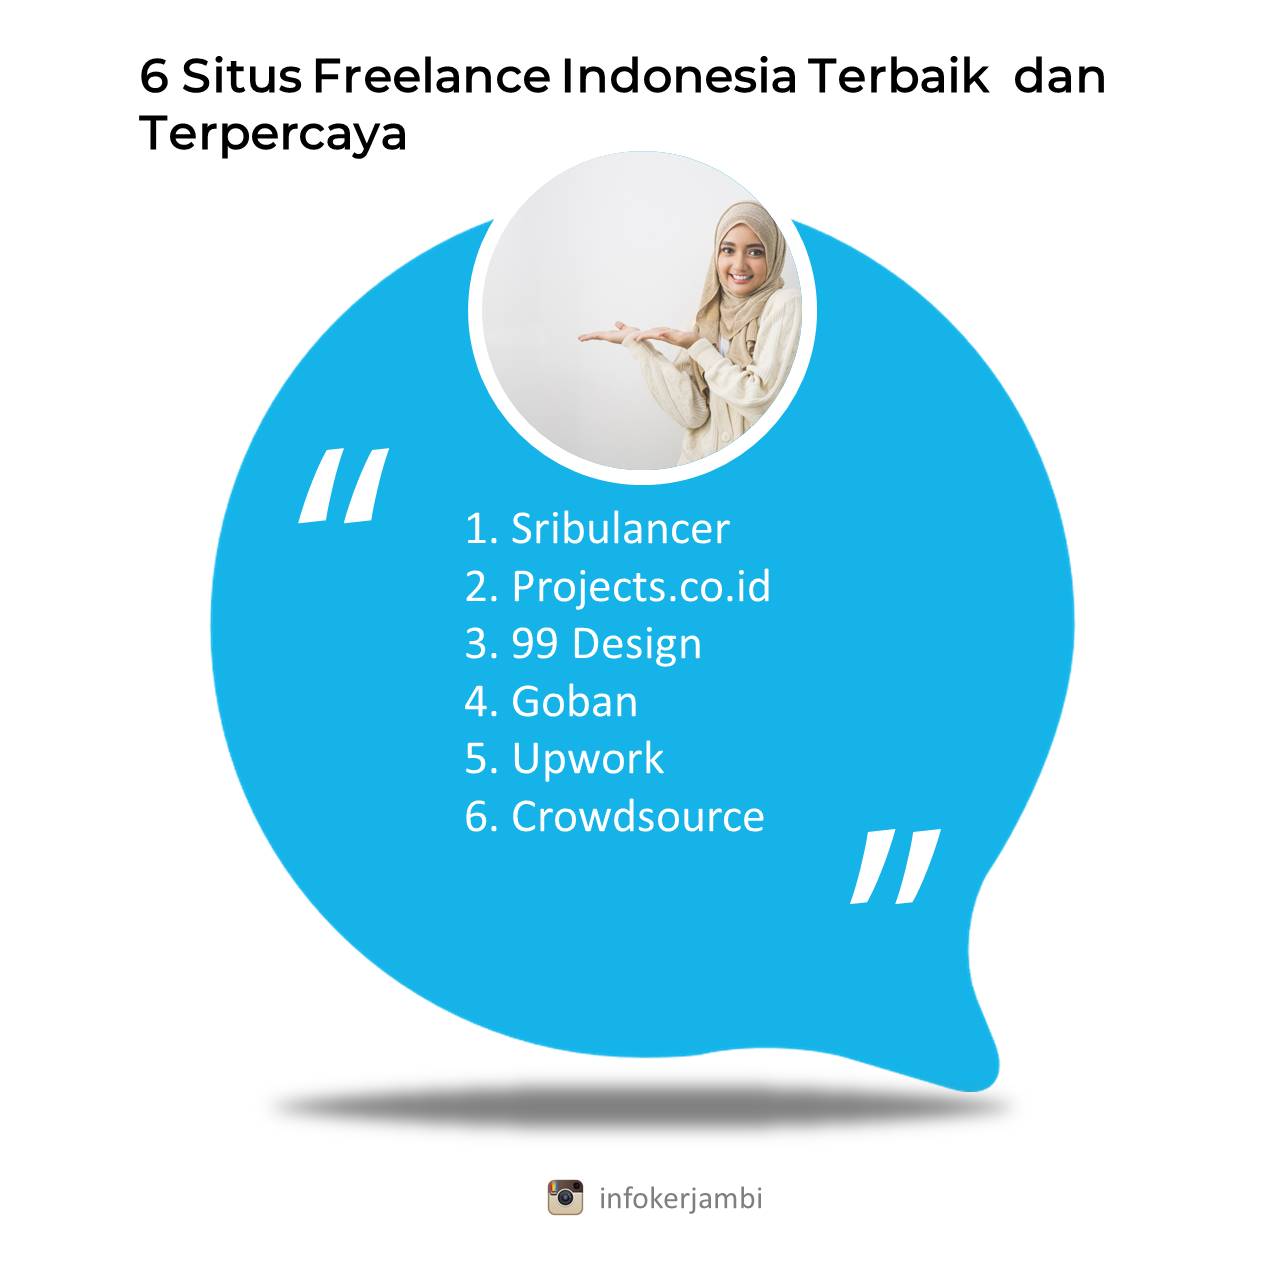 6 Situs Freelance Indonesia Terbaik  dan
Terpercaya
“
1. Sribulancer
2. Projects.co.id
3. 99 Design
4. Goban
5. Upwork
6. Crowdsource
”
infokerjambi